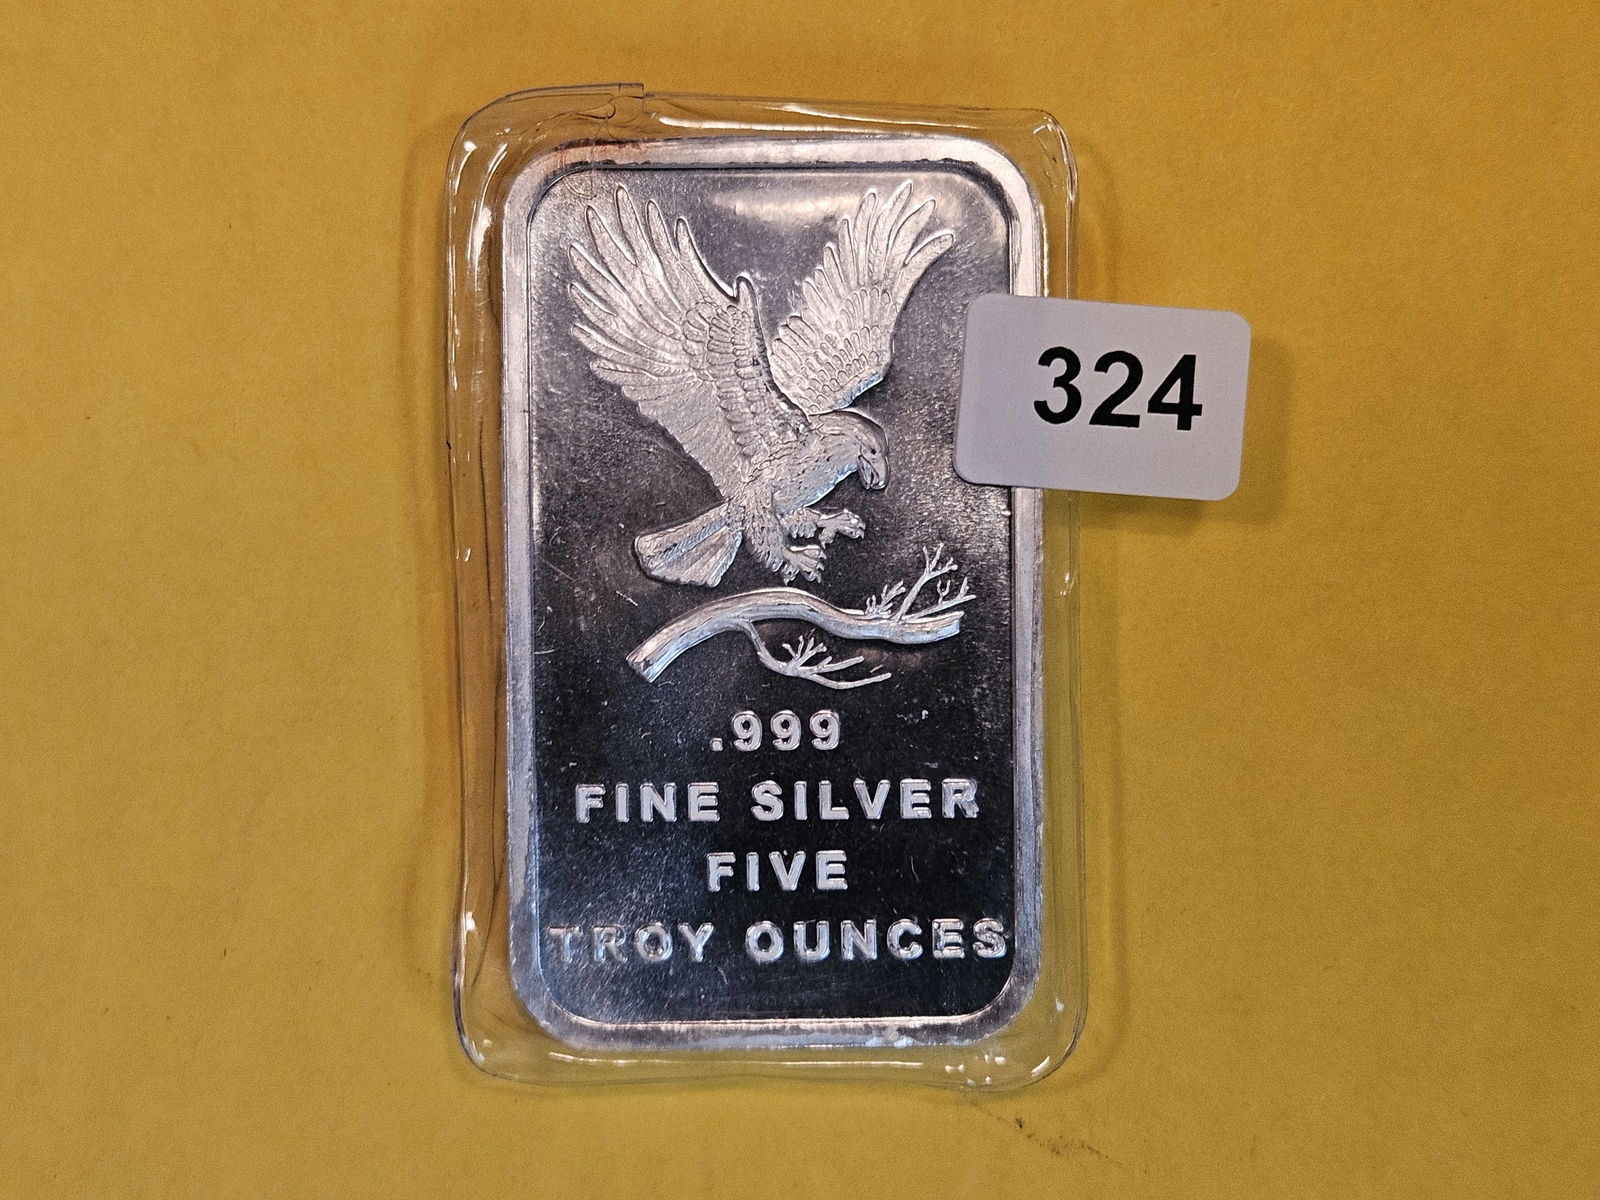 324
.999
FINE SILVER
FIVE
TROY OUNCES